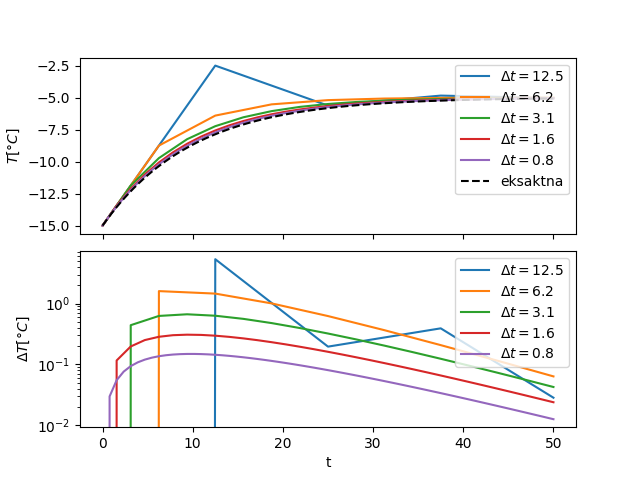 −2.5
−5.0
−7.5
−10.0
−12.5
−15.0
T[°C]
Δt = 12.5
Δt = 6.2
Δt = 3.1
Δt = 1.6
Δt = 0.8
eksaktna
10⁰
10⁻¹
10⁻²
ΔT[°C]
Δt = 12.5
Δt = 6.2
Δt = 3.1
Δt = 1.6
Δt = 0.8
0 10 20 30 40 50
t